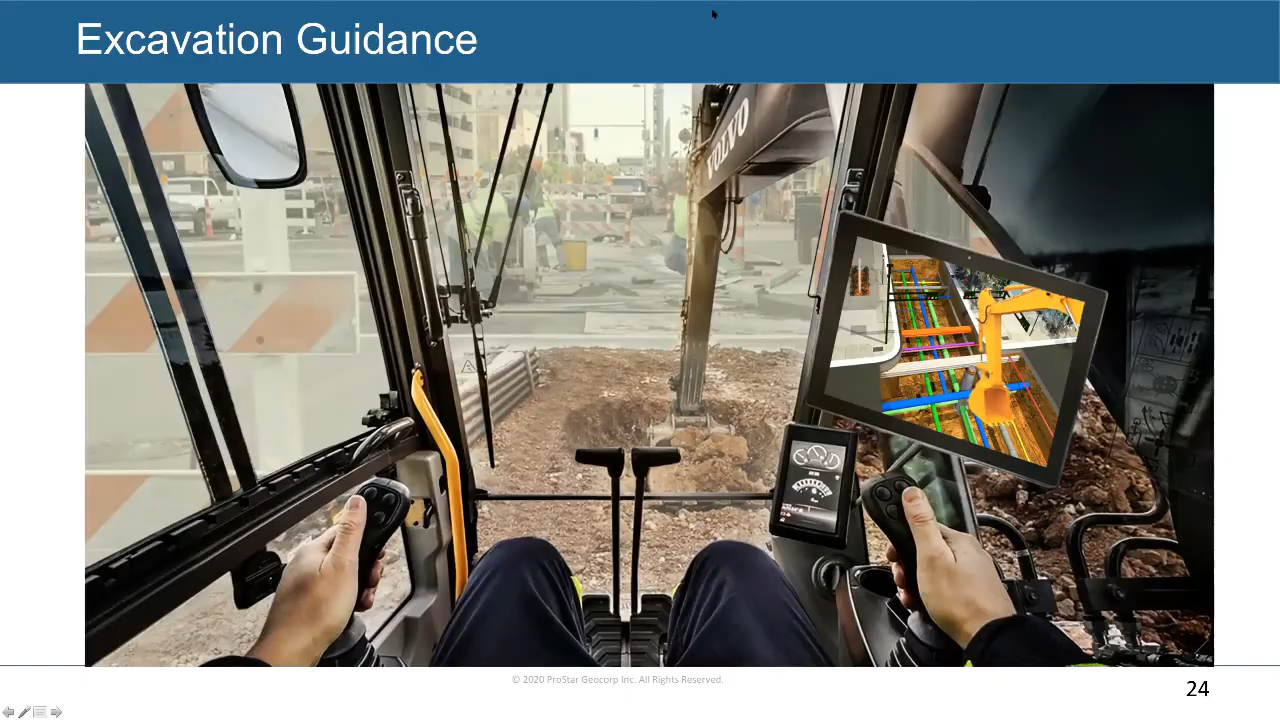 Excavation Guidance
VOLVO
© 2020 ProStar Geocorp Inc. All Rights Reserved.
24